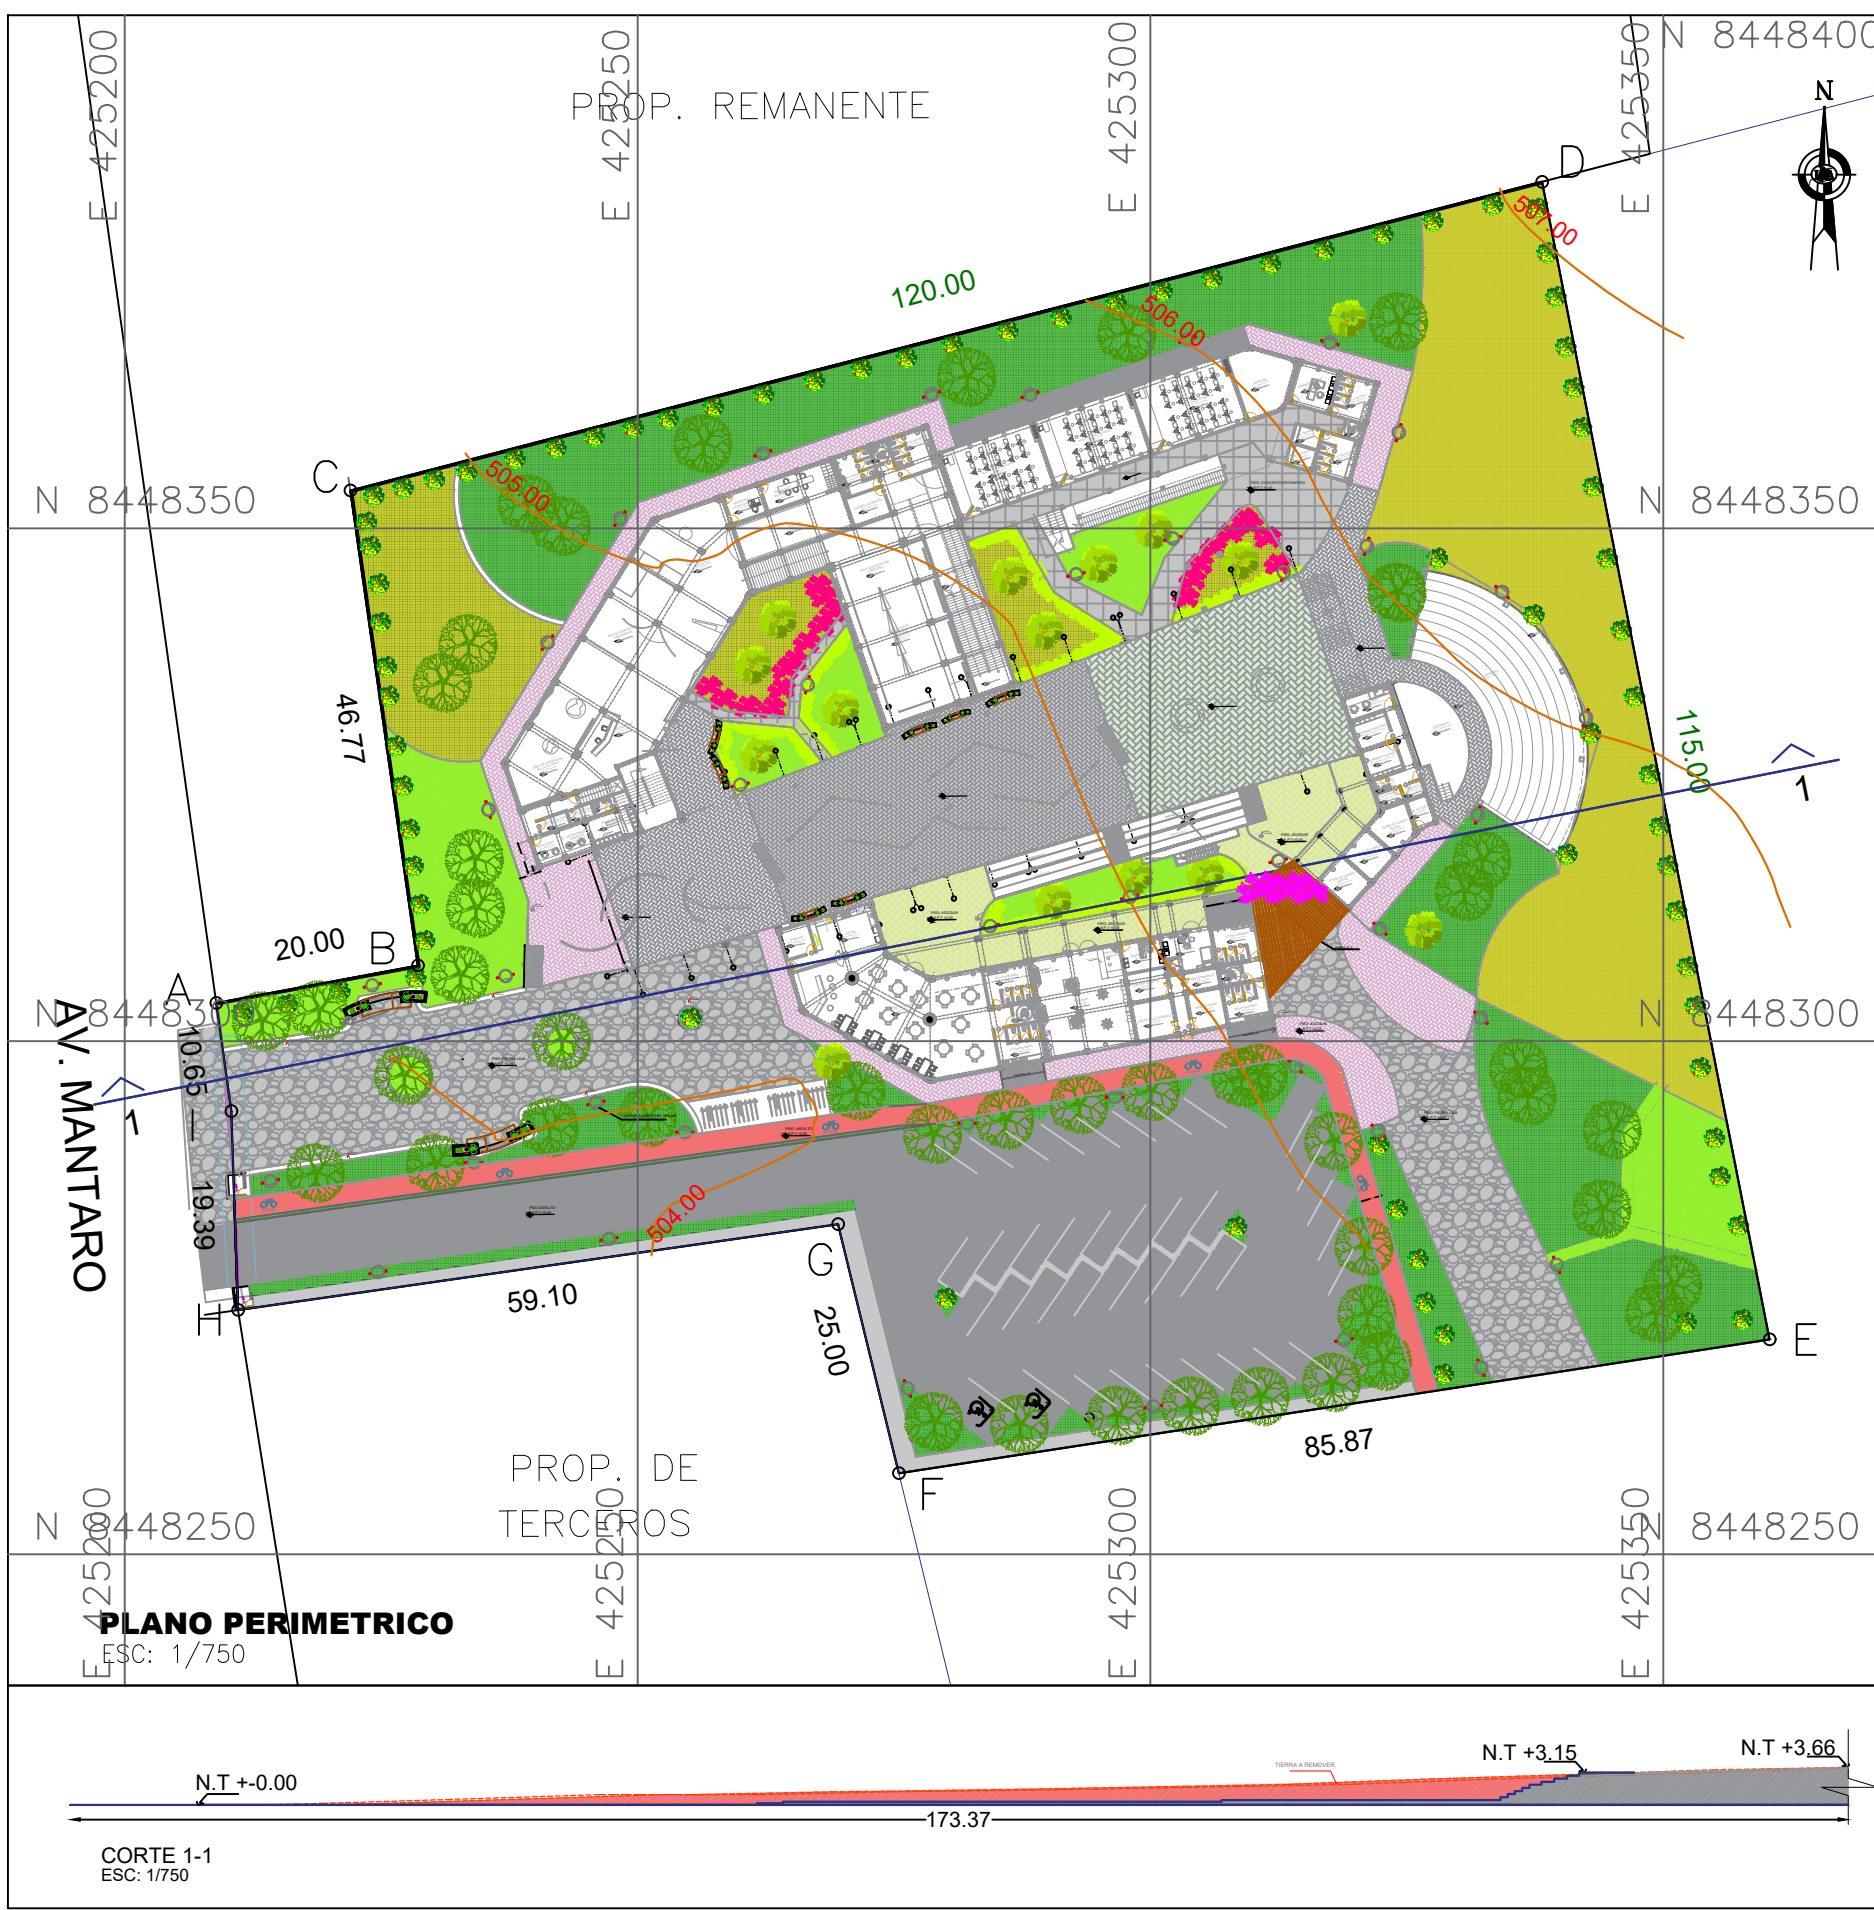 E 425200
E 425250
E 425300
E 425350
N 8448400
PROP. REMANENTE
N
D
507.00
120.00
506.00
C
505.00
N 8448350
N 8448350
46.77
115.00
1
20.00
B
A
N 8448300
N 8448300
AV. MANTARO
10.65
1
19.39
504.00
H
59.10
G
25.00
E
85.87
F
PROP. DE
TERCEROS
N 8448250
N 8448250
E 425200
E 425250
E 425300
E 425350
PLANO PERIMETRICO
ESC: 1/750
N.T +-0.00
TIERRA A REMOVER
N.T +3.15
N.T +3.66
173.37
CORTE 1-1
ESC: 1/750